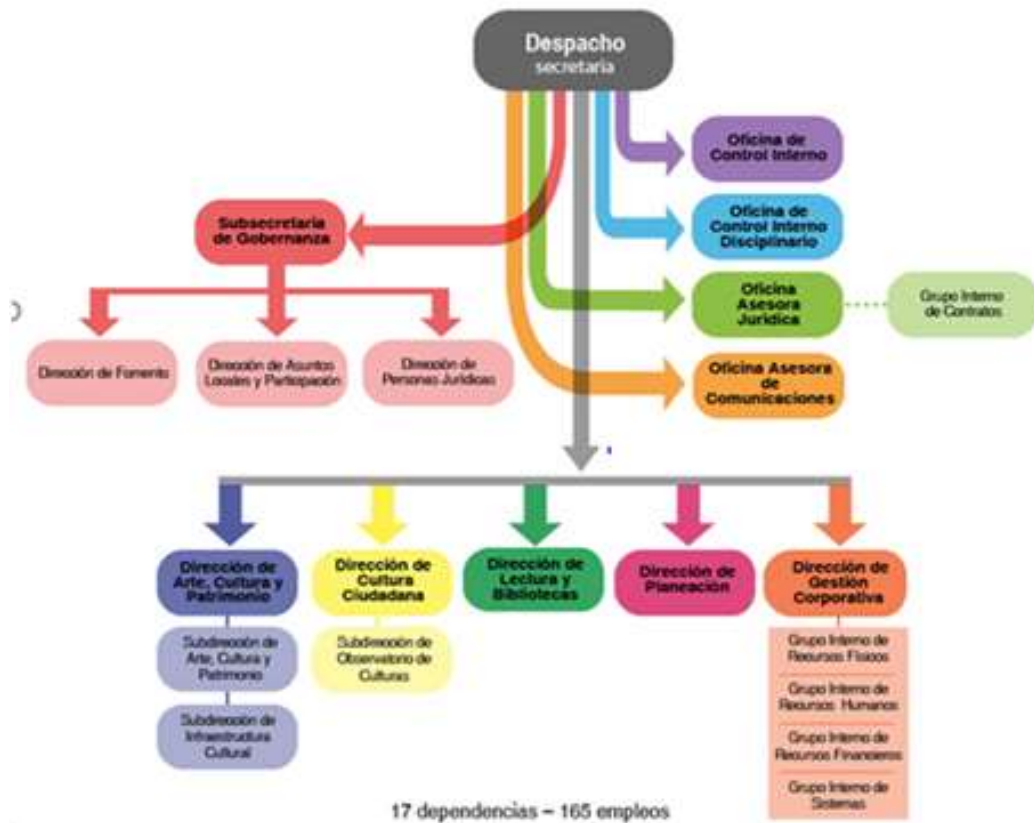 Despacho
secretaria
Oficina de
Control Interno
Oficina de
Control Interno
Disciplinario
Subsecretaria
de Gobernanza
Oficina
Asesora
Jurídica
Grupo Interno
de Contratos
Dirección de Fomento
Dirección de Asuntos
Locales y Participación
Dirección de
Personas Jurídicas
Oficina Asesora
de
Comunicaciones
Dirección de
Arte, Cultura y
Patrimonio
Dirección de
Cultura
Ciudadana
Dirección de
Lectura y
Bibliotecas
Dirección de
Planeación
Dirección de
Gestión
Corporativa
Subdirección de
Arte, Cultura y
Patrimonio
Subdirección de
Infraestructura
Cultural
Subdirección de
Observatorio de
Culturas
Grupo Interno de
Recursos Físicos
Grupo Interno de
Recursos Humanos
Grupo Interno de
Recursos Financieros
Grupo Interno de
Sistemas
17 dependencias – 165 empleos